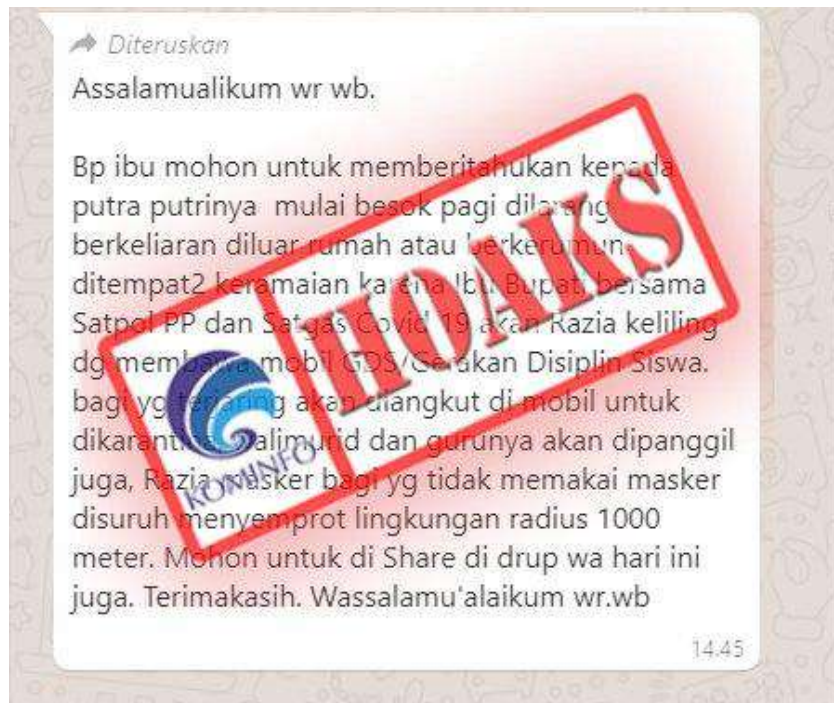 Diteruskan
Assalamualikum wr wb.
Bp ibu mohon untuk memberitahukan kepada
putra putrinya mulai besok pagi dilarang
berkeliaran diluar rumah atau berkerumun
ditempat2 keramaian karena Ibu Bupati bersama
Satpol PP dan Satgas Covid 19 akan Razia keliling
dg membawa mobil GDS/Gerakan Disiplin Siswa.
bagi yg terjaring akan diangkut di mobil untuk
dikarantina walimurid dan gurunya akan dipanggil
juga, Razia masker bagi yg tidak memakai masker
disuruh menyemprot lingkungan radius 1000
meter. Mohon untuk di Share di drup wa hari ini
juga. Terimakasih. Wassalamu'alaikum wr.wb
14.45
KOMINFO
HOAKS